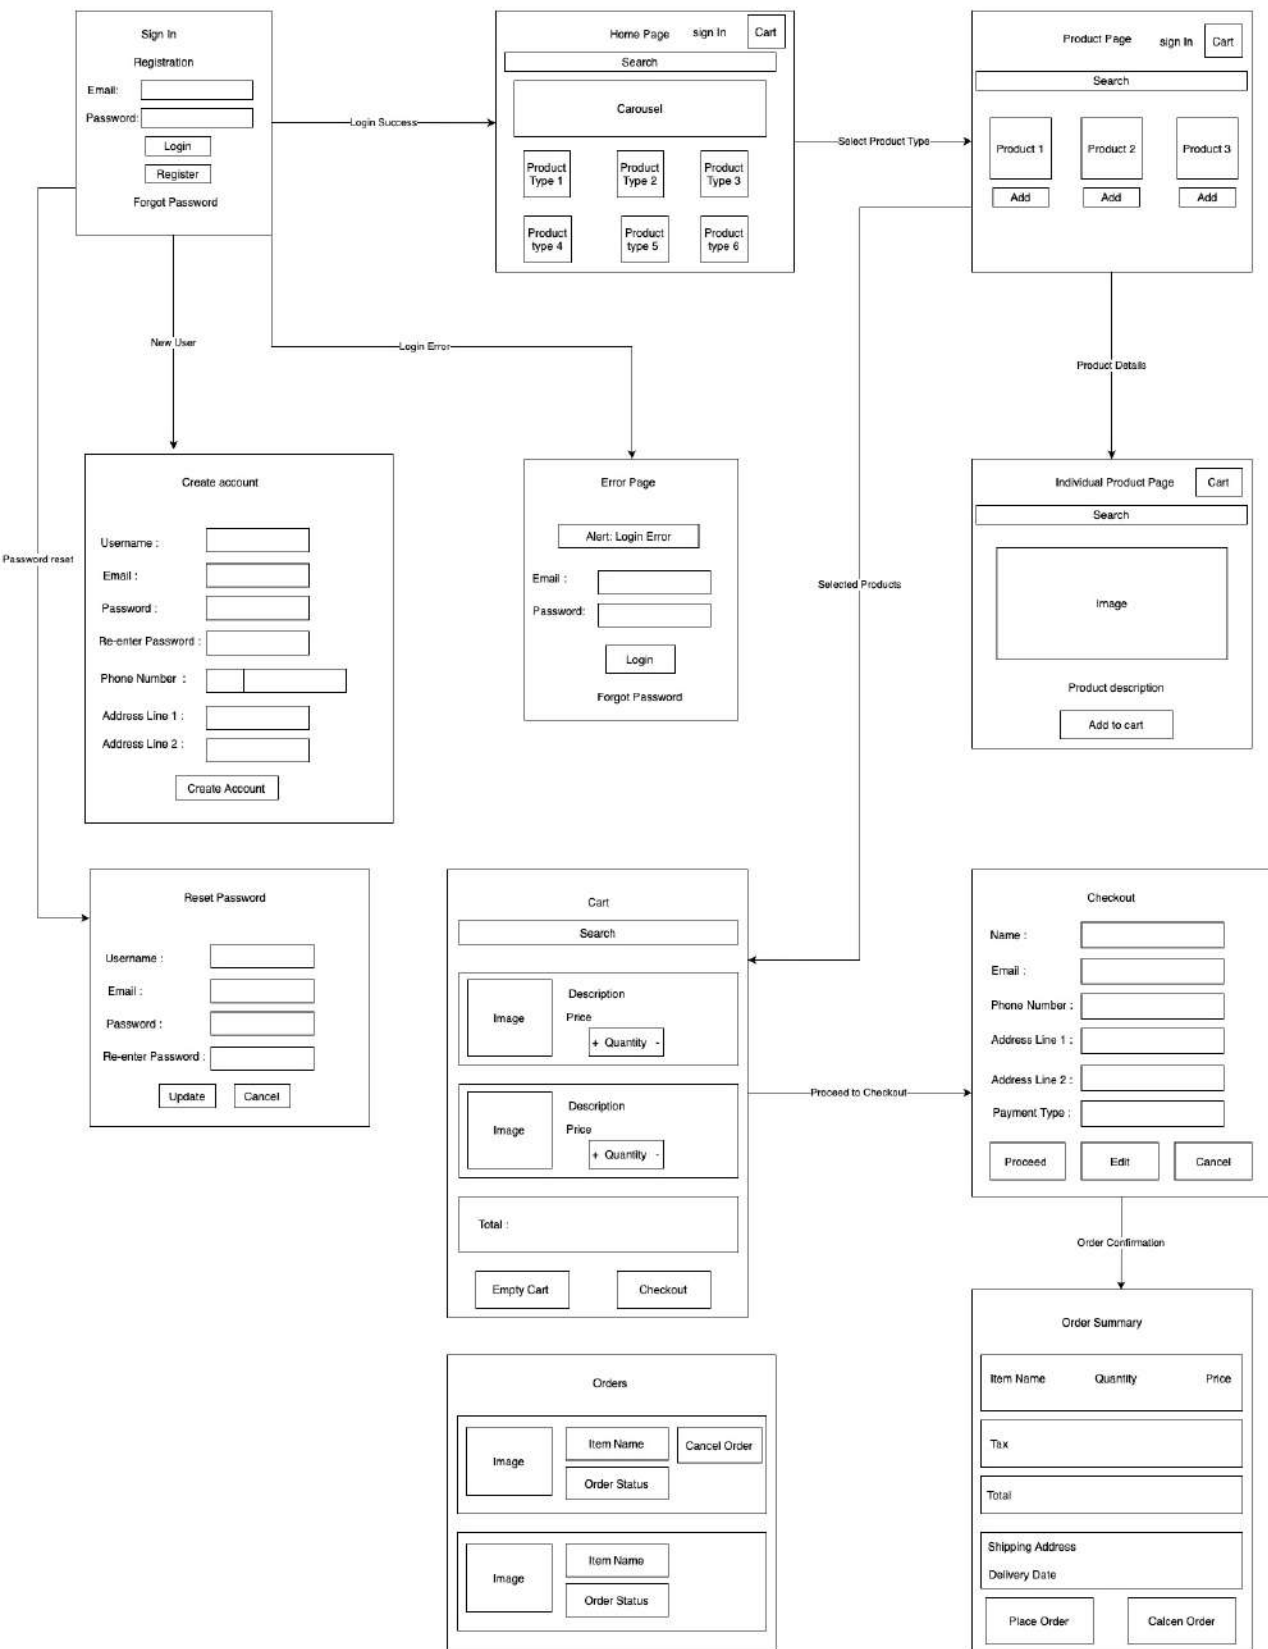 Sign In
Registration
Email:
Password:
Login
Register
Forgot Password
Login Success
Home Page
sign In
Cart
Search
Carousel
Product
Type 1
Product
Type 2
Product
Type 3
Product
type 4
Product
type 5
Product
type 6
Select Product Type
Product Page
sign In
Cart
Search
Product 1
Product 2
Product 3
Add
Add
Add
New User
Login Error
Product Details
Password reset
Create account
Username :
Email :
Password :
Re-enter Password :
Phone Number :
Address Line 1 :
Address Line 2 :
Create Account
Error Page
Alert: Login Error
Email :
Password:
Login
Forgot Password
Selected Products
Individual Product Page
Cart
Search
Image
Product description
Add to cart
Reset Password
Username :
Email :
Password :
Re-enter Password :
Update
Cancel
Cart
Search
Image
Description
Price
+ Quantity -
Image
Description
Price
+ Quantity -
Total :
Empty Cart
Checkout
Proceed to Checkout
Checkout
Name :
Email :
Phone Number :
Address Line 1 :
Address Line 2 :
Payment Type :
Proceed
Edit
Cancel
Order Confirmation
Orders
Image
Item Name
Cancel Order
Order Status
Image
Item Name
Order Status
Order Summary
Item Name
Quantity
Price
Tax
Total
Shipping Address
Delivery Date
Place Order
Calcen Order